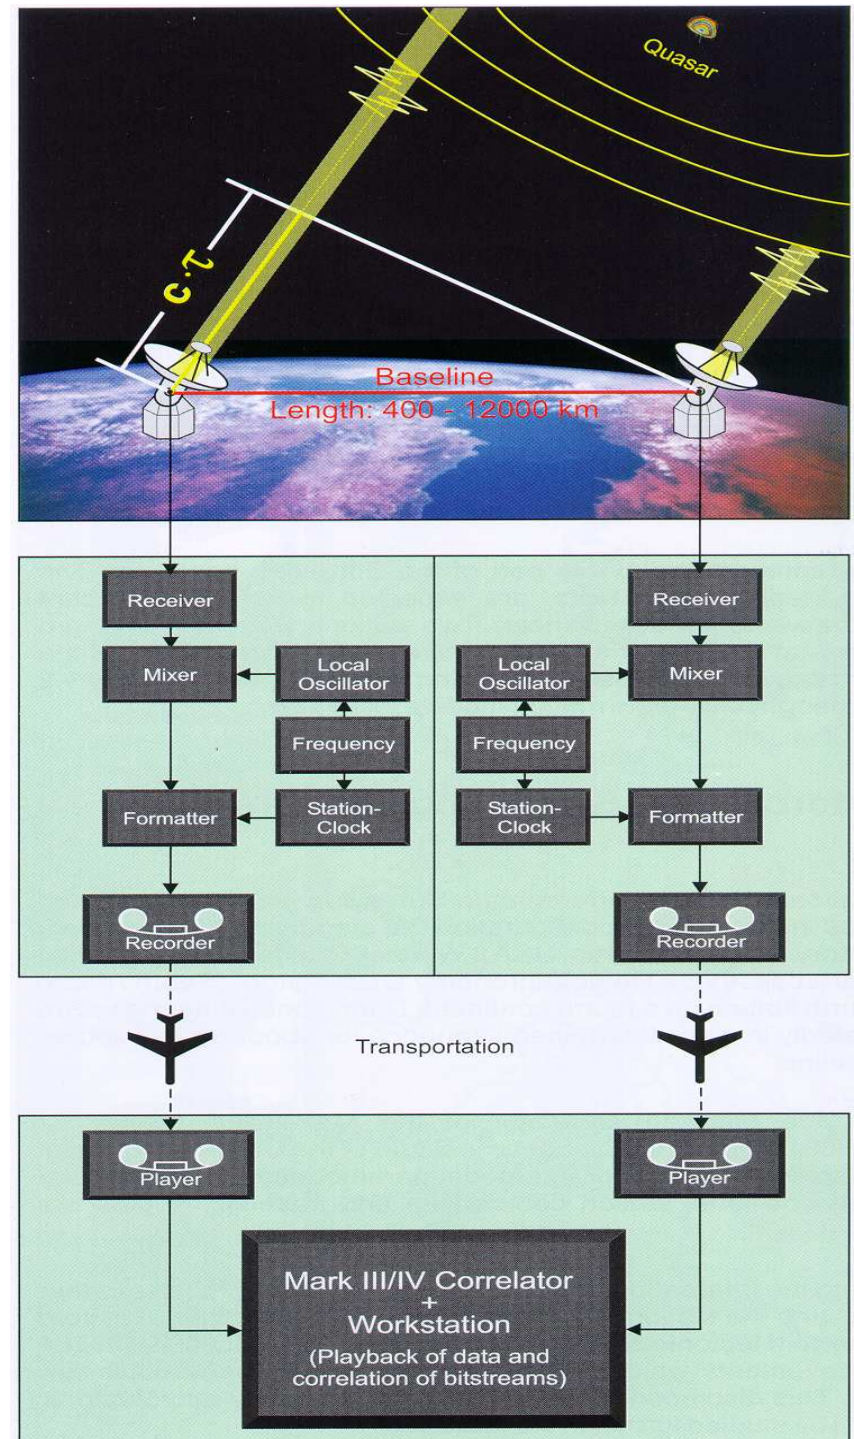 Quasar
c·τ
Baseline
Length: 400 - 12000 km
Receiver
Receiver
Mixer
Local
Oscillator
Local
Oscillator
Mixer
Frequency
Frequency
Formatter
Station-
Clock
Station-
Clock
Formatter
Recorder
Recorder
Transportation
Player
Player
Mark III/IV Correlator
+
Workstation
(Playback of data and
correlation of bitstreams)